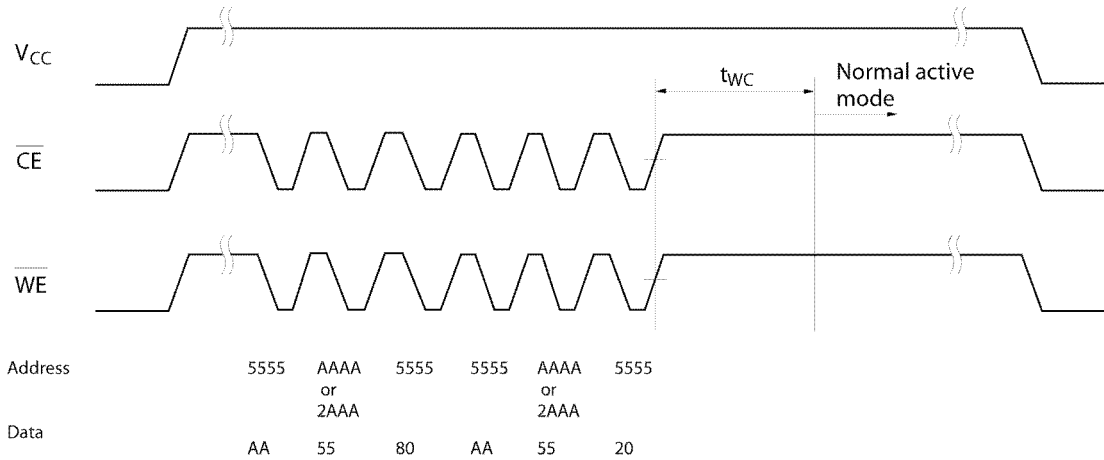 VCC
tWC
Normal active
mode
CE
WE
Address 5555 AAAA 5555 5555 AAAA 5555
or or
2AAA 2AAA
Data AA 55 80 AA 55 20